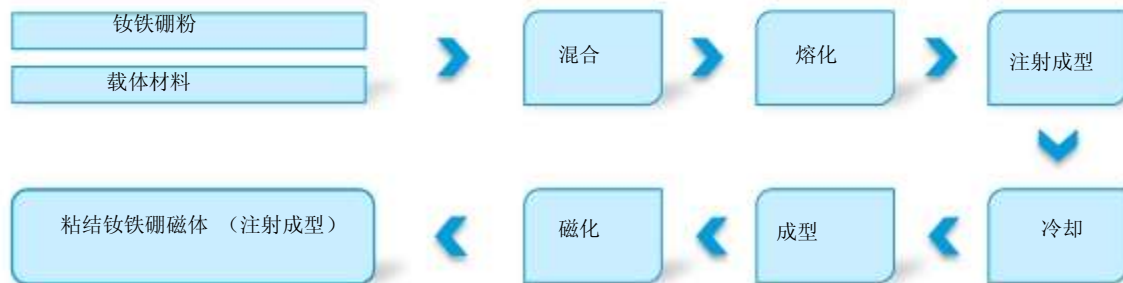 钕铁硼粉
载体材料
混合
熔化
注射成型
冷却
成型
磁化
粘结钕铁硼磁体 （注射成型）